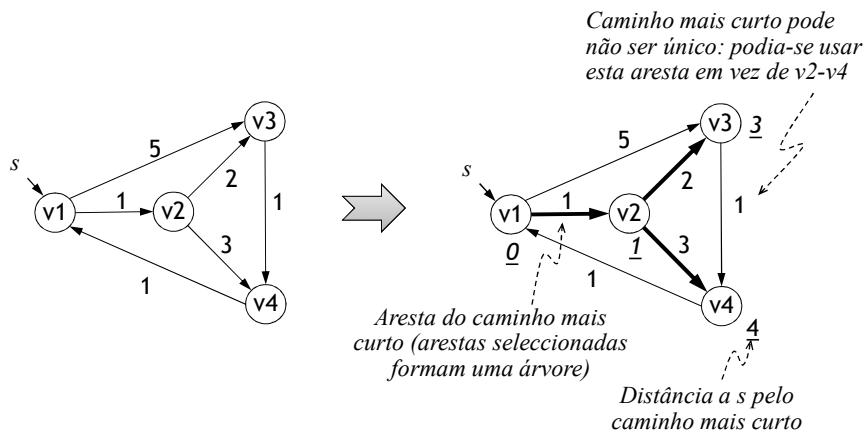 Caminho mais curto pode
não ser único: podia-se usar
esta aresta em vez de v2-v4
s
v1
v2
v3
v4
5
1
2
3
1
1
s
v1
v2
v3
v4
5
1
2
3
1
1
0
1
3
4
Aresta do caminho mais
curto (arestas seleccionadas
formam uma árvore)
Distância a s pelo
caminho mais curto